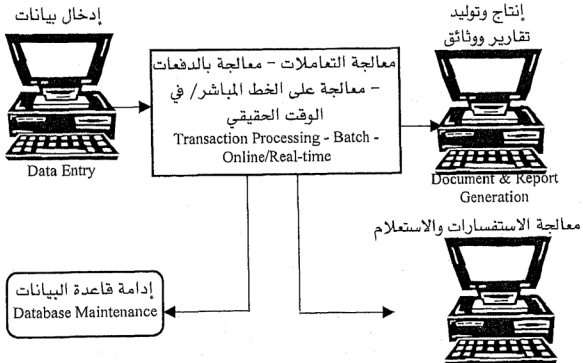 إدخال بيانات
Data Entry
معالجة التعاملات – معالجة بالدفعات
– معالجة على الخط المباشر/ في
الوقت الحقيقي
Transaction Processing - Batch -
Online/Real-time
إنتاج وتوليد
تقارير ووثائق
Document & Report
Generation
معالجة الاستفسارات والاستعلام
إدامة قاعدة البيانات
Database Maintenance